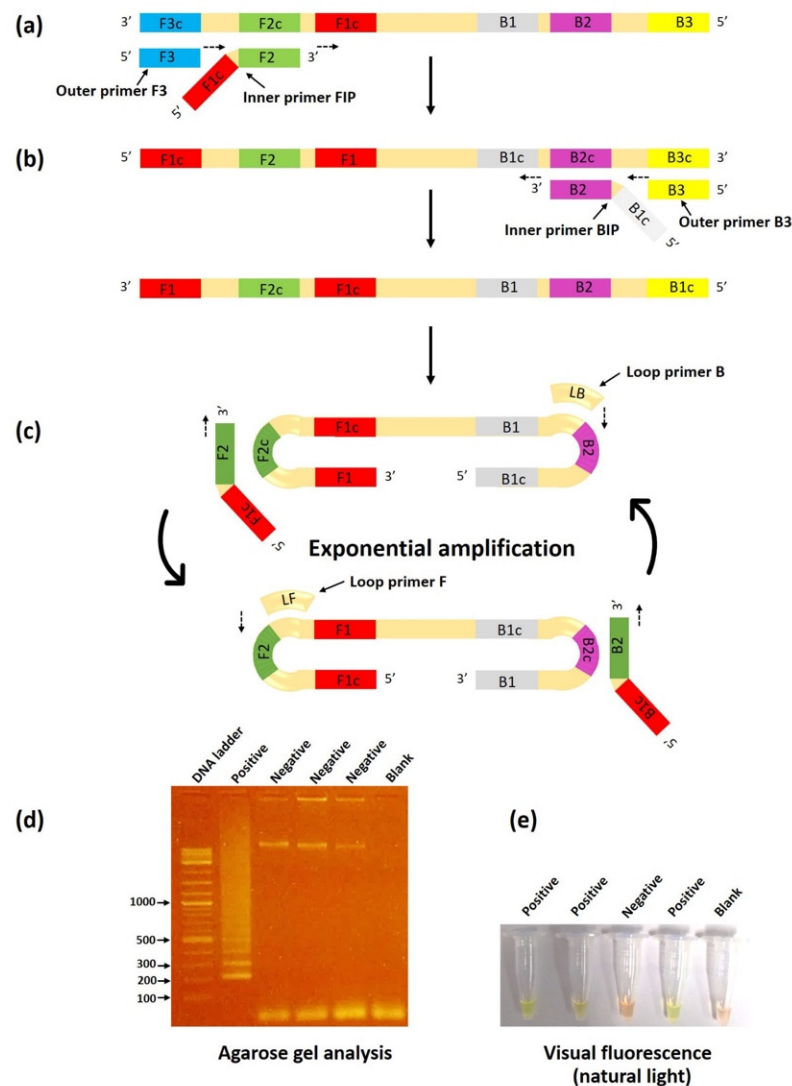 (a)
3’ F3c F2c F1c B1 B2 B3 5’
5’ F3 F2 3’
F1c
5’
Outer primer F3
Inner primer FIP
(b)
5’ F1c F2 F1 B1c B2c B3c 3’
3’ B2 B3 5’
B1c
5’
Inner primer BIP
Outer primer B3
3’ F1 F2c F1c B1 B2 B1c 5’
Loop primer B
LB
(c)
3’
F2
F1c
5’
F2c
F1c B1
B2
F1 3’ 5’ B1c
Exponential amplification
Loop primer F
LF
F2
F1 B1c
B2c
F1c 5’ 3’ B1
3’
B2
B1c
5’
(d)
DNA ladder
Positive
Negative
Negative
Negative
Blank
1000
500
300
200
100
Agarose gel analysis
(e)
Positive
Positive
Negative
Positive
Blank
Visual fluorescence
(natural light)